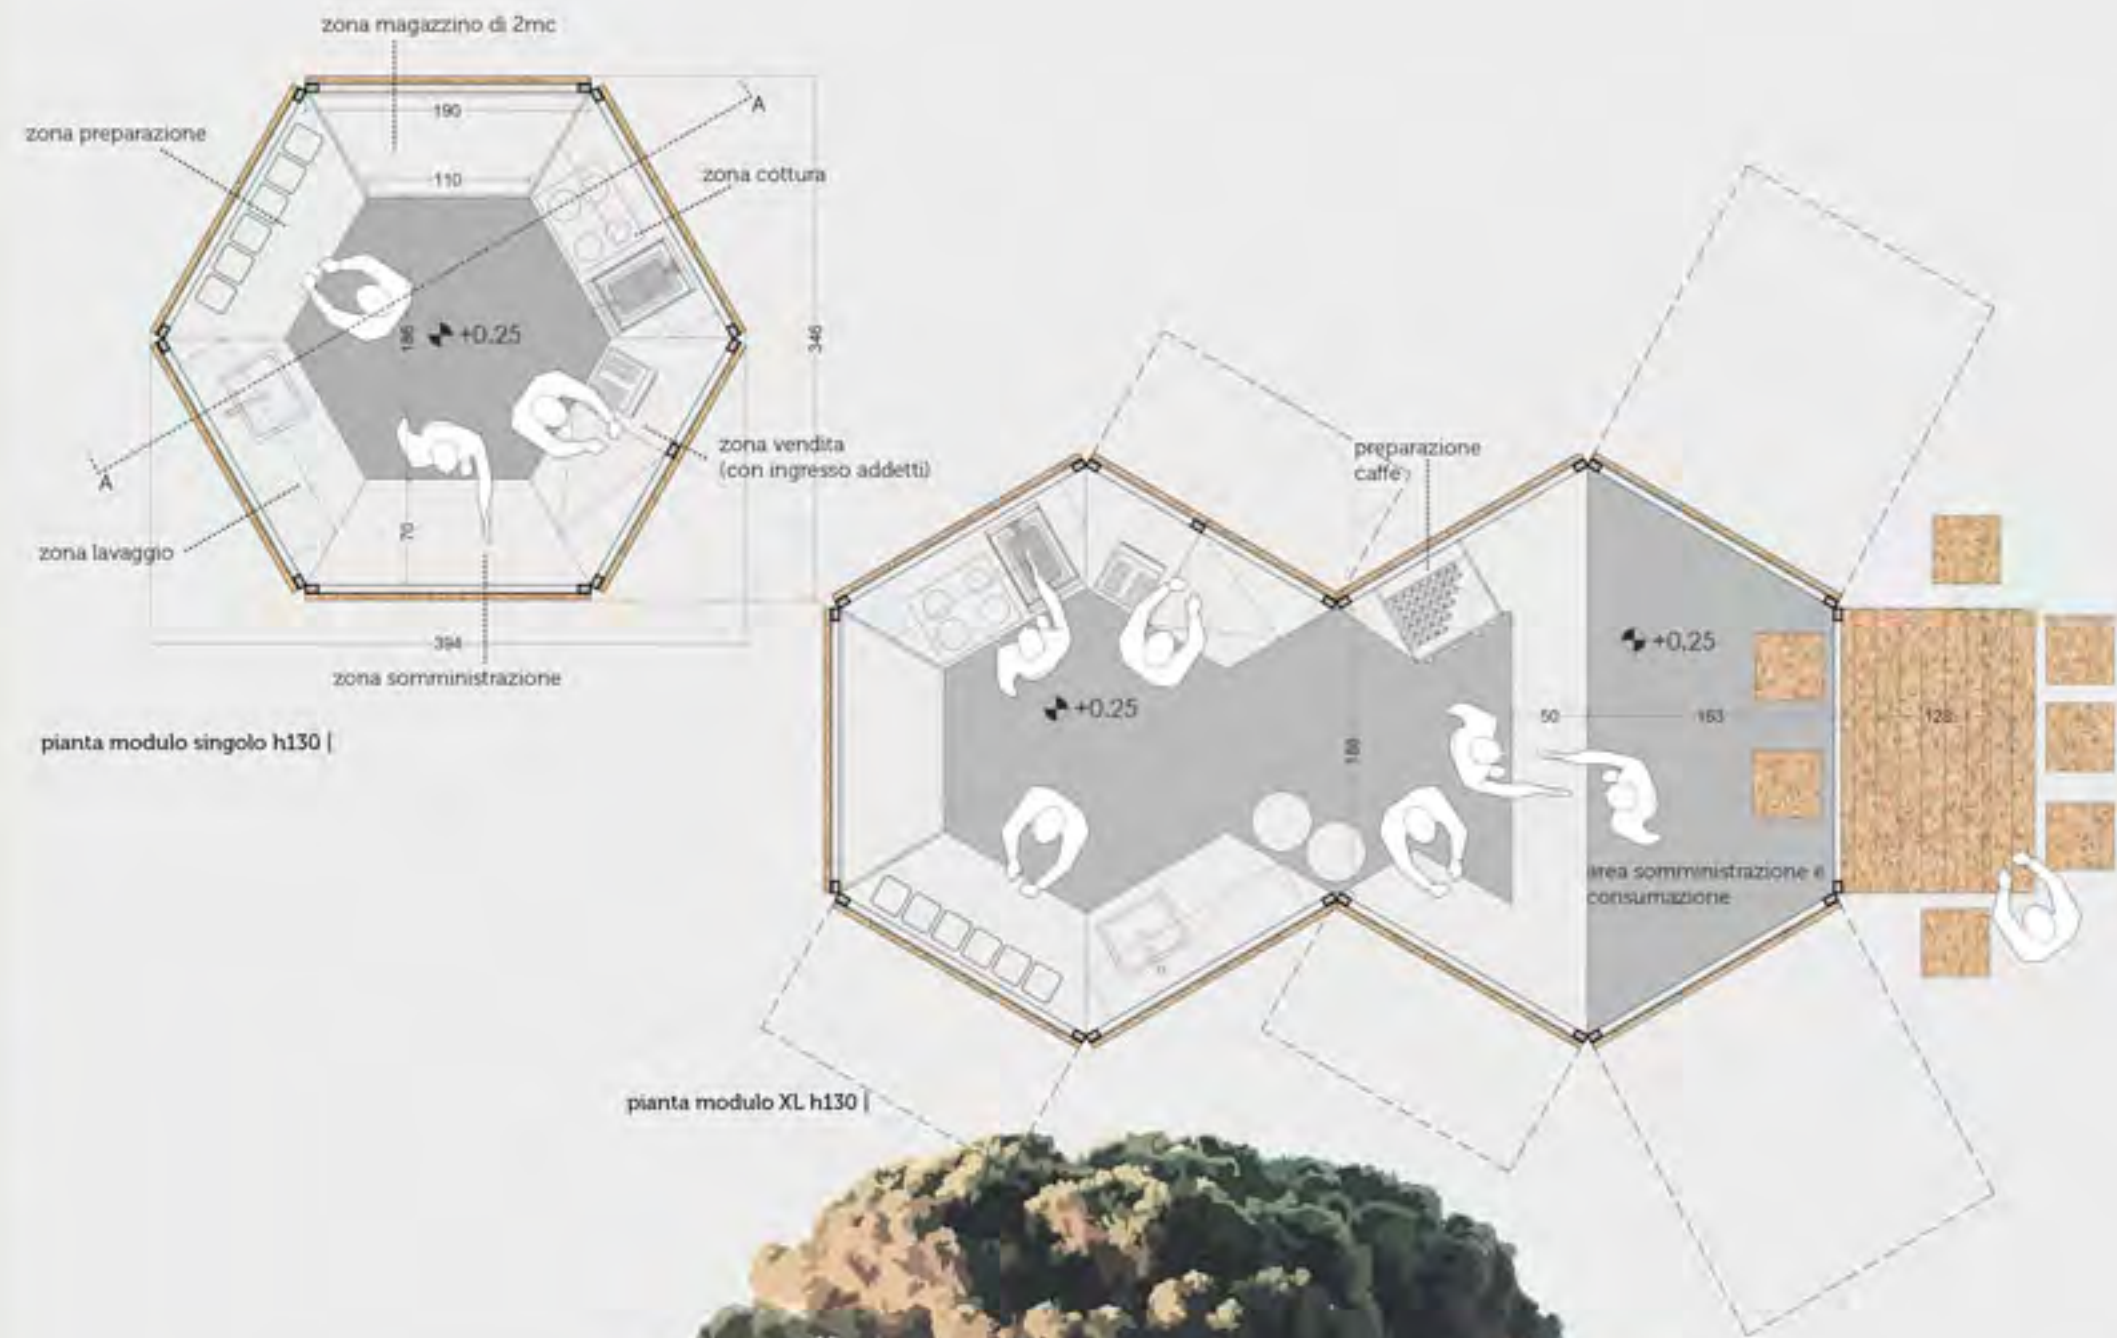 zona magazzino di 2mc
190
A
zona preparazione
110
zona cottura
186
+0.25
346
zona vendita
(con ingresso addetti)
A
70
zona lavaggio
394
zona somministrazione
pianta modulo singolo h130 |
preparazione
caffè
+0.25
+0.25
50
163
128
188
area somministrazione e
consumazione
pianta modulo XL h130 |